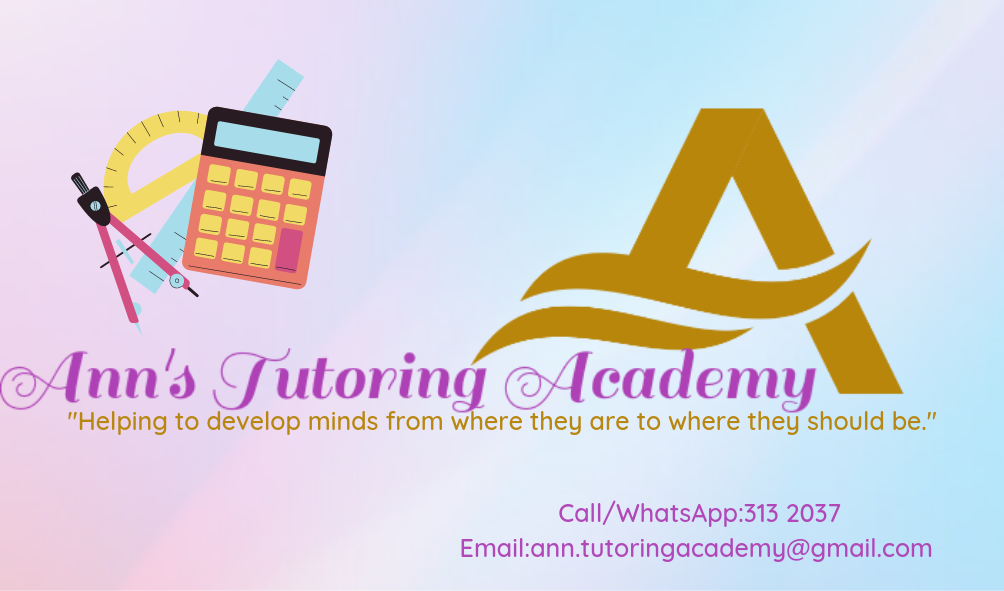 Ann's Tutoring Academy
"Helping to develop minds from where they are to where they should be."
Call/WhatsApp:313 2037
Email:ann.tutoringacademy@gmail.com